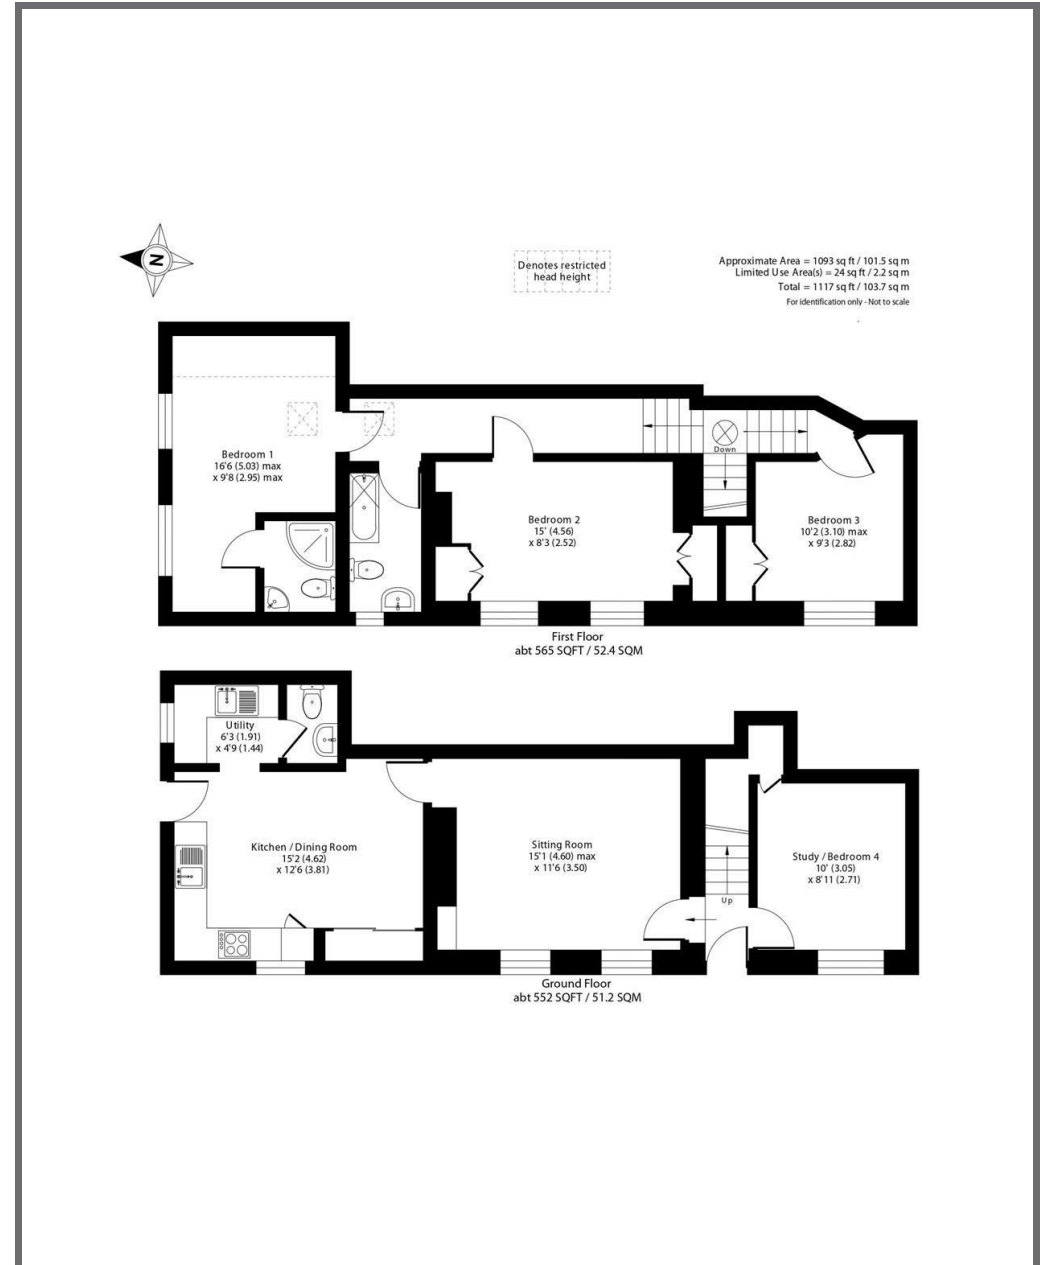 N
Denotes restricted
head height
Approximate Area = 1093 sq ft / 101.5 sq m
Limited Use Area(s) = 24 sq ft / 2.2 sq m
Total = 1117 sq ft / 103.7 sq m
For identification only - Not to scale
Bedroom 1
16'6 (5.03) max
x 9'8 (2.95) max
Bedroom 2
15' (4.56)
x 8'3 (2.52)
Down
Bedroom 3
10'2 (3.10) max
x 9'3 (2.82)
First Floor
abt 565 SQFT / 52.4 SQM
Utility
6'3 (1.91)
x 4'9 (1.44)
Kitchen / Dining Room
15'2 (4.62)
x 12'6 (3.81)
Sitting Room
15'1 (4.60) max
x 11'6 (3.50)
Up
Study / Bedroom 4
10' (3.05)
x 8'11 (2.71)
Ground Floor
abt 552 SQFT / 51.2 SQM